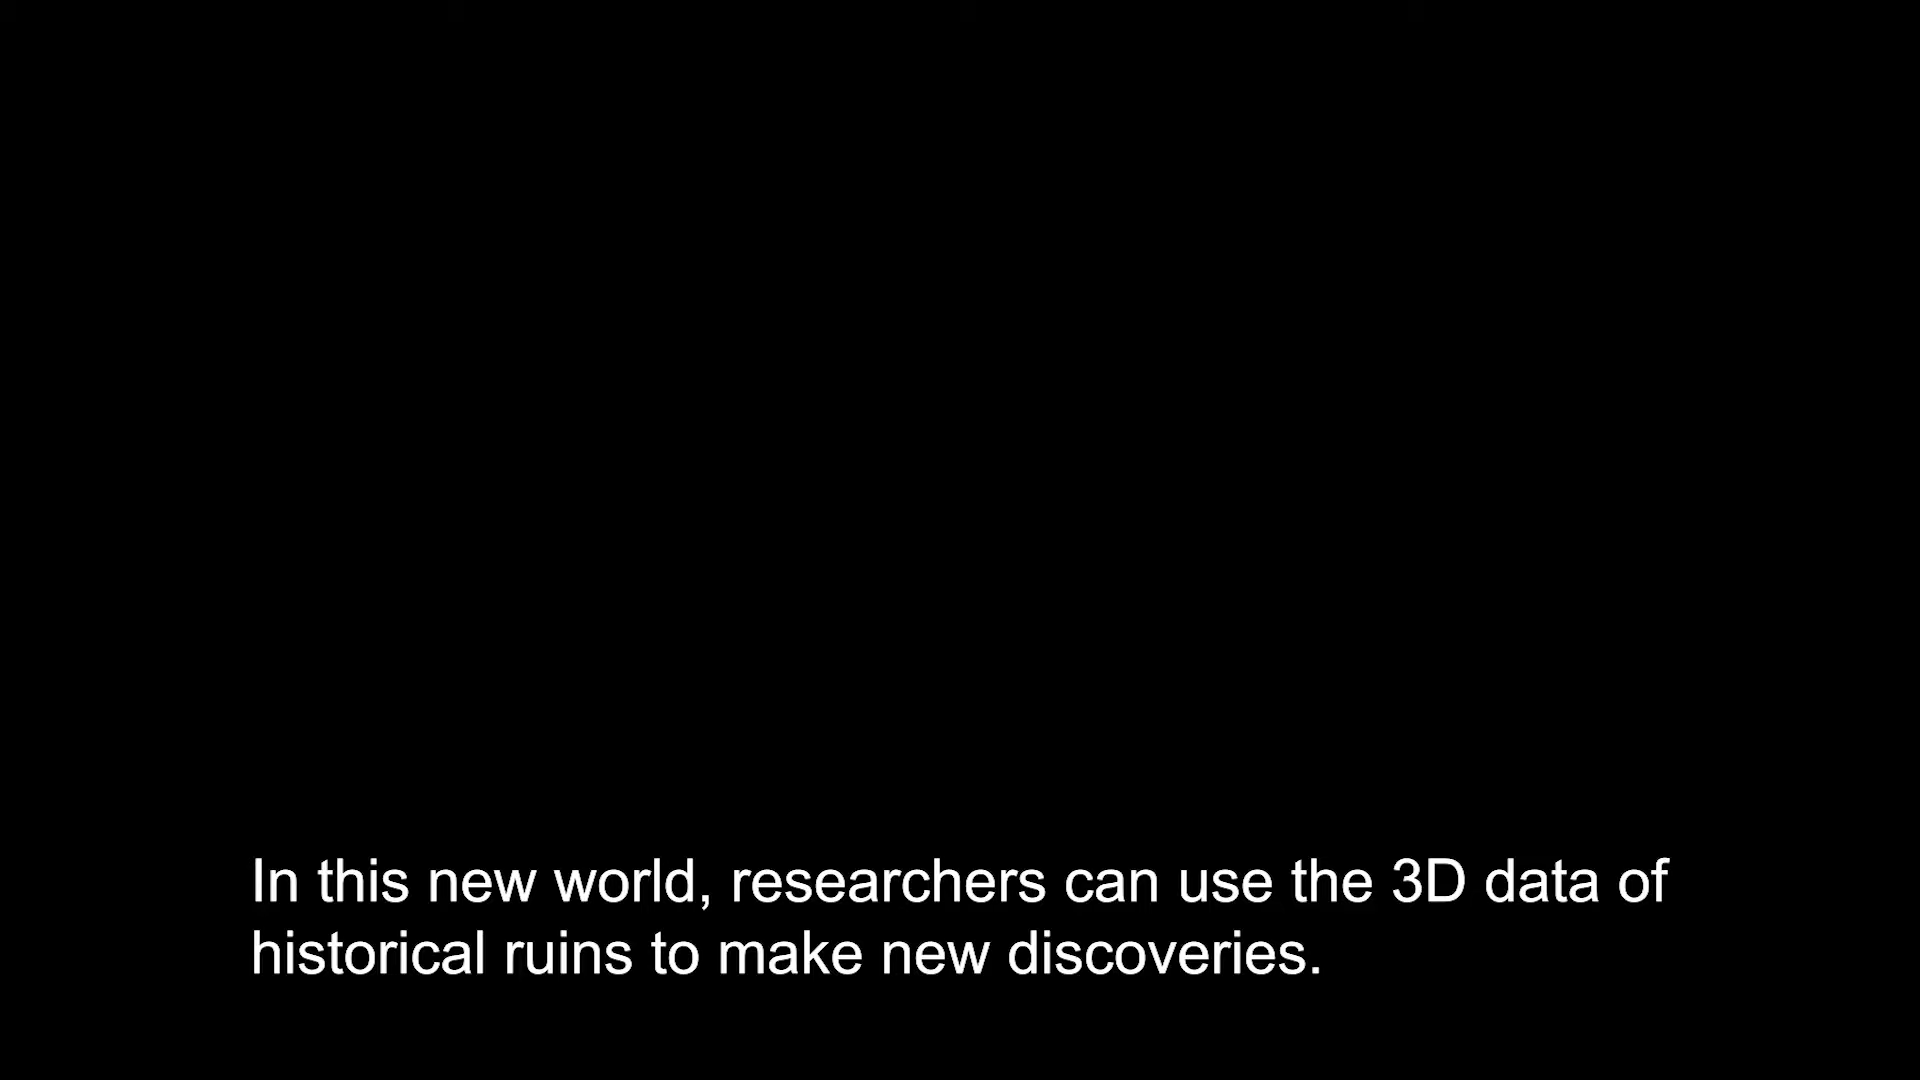 In this new world, researchers can use the 3D data of
historical ruins to make new discoveries.